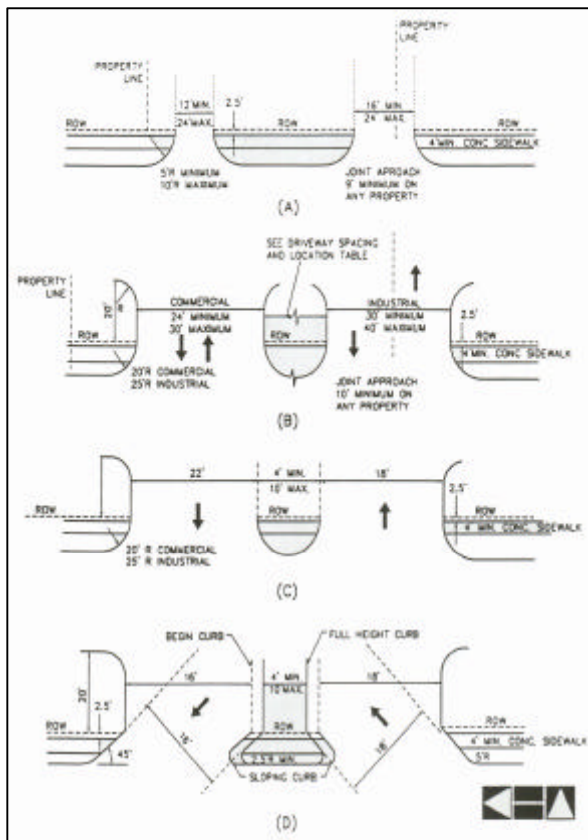 PROPERTY
LINE
PROPERTY
LINE
12'MIN.
24'MAX.
2.5'
16' MIN.
24' MAX.
ROW
ROW
ROW
4'MIN. CONC SIDEWALK
5'R MINIMUM
10'R MAXIMUM
JOINT APPROACH
9' MINIMUM ON
ANY PROPERTY
(A)
SEE DRIVEWAY SPACING
AND LOCATION TABLE
PROPERTY
LINE
20'
R
COMMERCIAL
24' MINIMUM
30' MAXIMUM
INDUSTRIAL
30' MINIMUM
40' MAXIMUM
2.5'
ROW
ROW
ROW
4' MIN. CONC SIDEWALK
20'R COMMERCIAL
25'R INDUSTRIAL
JOINT APPROACH
10' MINIMUM ON
ANY PROPERTY
(B)
22'
4' MIN.
10' MAX.
18'
2.5'
ROW
ROW
ROW
4' MIN. CONC. SIDEWALK
20' R COMMERCIAL
25' R INDUSTRIAL
(C)
BEGIN CURB
FULL HEIGHT CURB
20'
16'
4' MIN.
10'MAX.
18'
2.5'
ROW
ROW
ROW
16'
18'
4' MIN. CONC. SIDEWALK
45°
2.5'R MIN.
5'R
SLOPING CURB
(D)